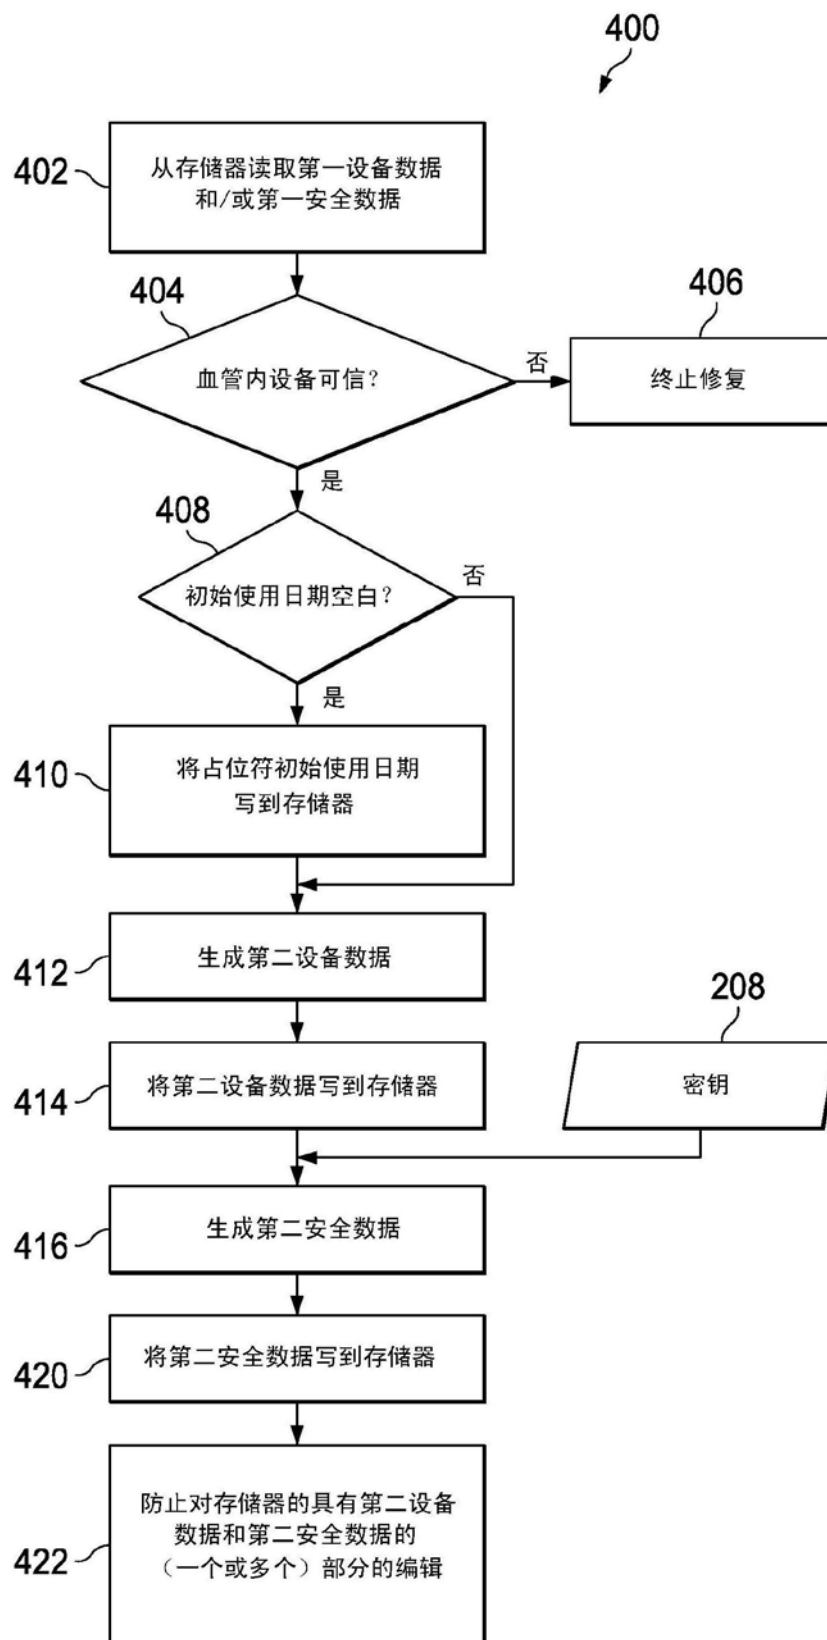 400
402
从存储器读取第一设备数据
和/或第一安全数据
404
血管内设备可信?
否
406
终止修复
是
408
初始使用日期空白?
否
是
410
将占位符初始使用日期
写到存储器
412
生成第二设备数据
414
将第二设备数据写到存储器
208
密钥
416
生成第二安全数据
420
将第二安全数据写到存储器
422
防止对存储器的具有第二设备
数据和第二安全数据的
（一个或多个）部分的编辑